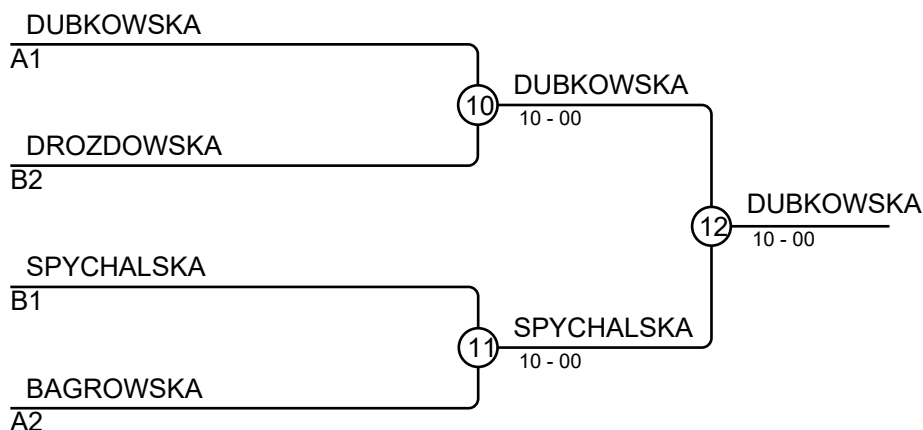 DUBKOWSKA
A1
10
DUBKOWSKA
10 - 00
DROZDOWSKA
B2
12
DUBKOWSKA
10 - 00
SPYCHALSKA
B1
11
SPYCHALSKA
10 - 00
BAGROWSKA
A2